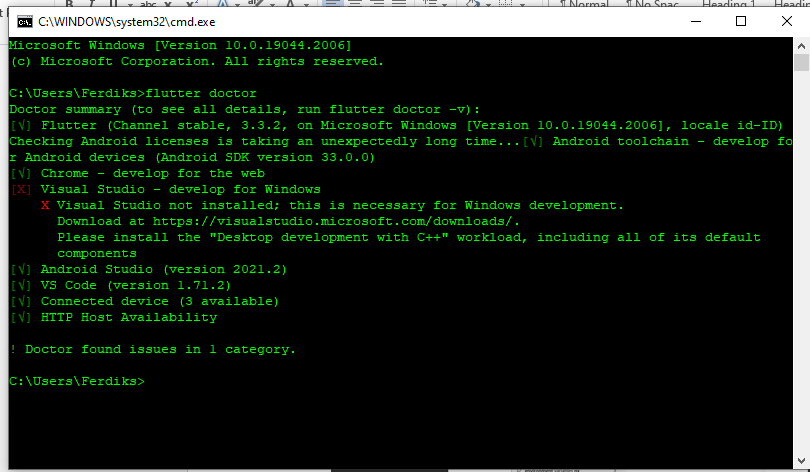 C:\WINDOWS\system32\cmd.exe
Microsoft Windows [Version 10.0.19044.2006]
(c) Microsoft Corporation. All rights reserved.
C:\Users\Ferdiks>flutter doctor
Doctor summary (to see all details, run flutter doctor -v):
[√] Flutter (Channel stable, 3.3.2, on Microsoft Windows [Version 10.0.19044.2006], locale id-ID)
Checking Android licenses is taking an unexpectedly long time...[√] Android toolchain - develop fo
r Android devices (Android SDK version 33.0.0)
[√] Chrome - develop for the web
[X] Visual Studio - develop for Windows
X Visual Studio not installed; this is necessary for Windows development.
Download at https://visualstudio.microsoft.com/downloads/.
Please install the "Desktop development with C++" workload, including all of its default
components
[√] Android Studio (version 2021.2)
[√] VS Code (version 1.71.2)
[√] Connected device (3 available)
[√] HTTP Host Availability
! Doctor found issues in 1 category.
C:\Users\Ferdiks>